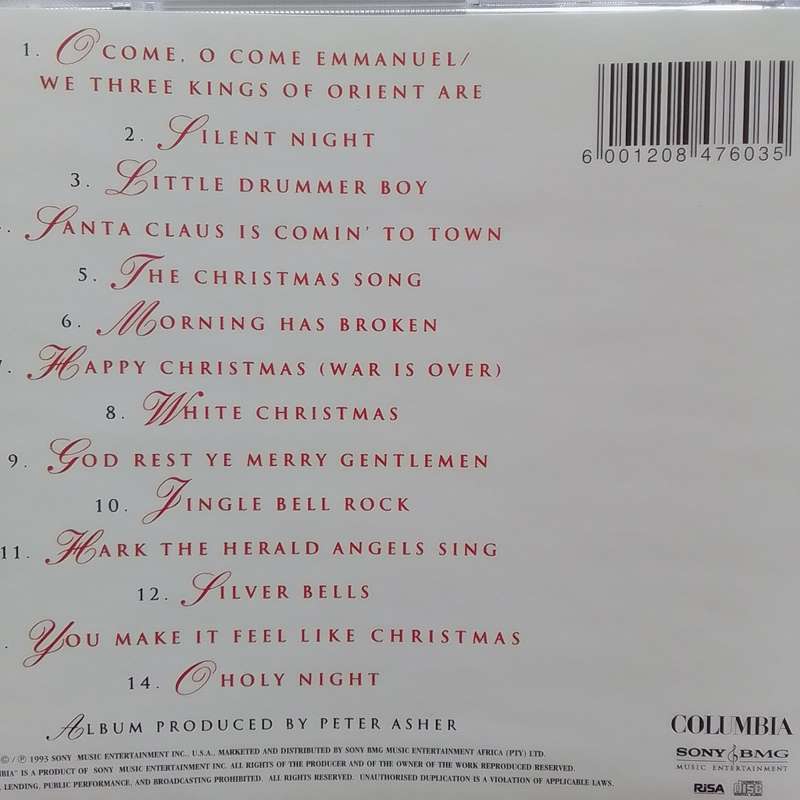 1. O COME, O COME EMMANUEL/
WE THREE KINGS OF ORIENT ARE
2. SILENT NIGHT
3. LITTLE DRUMMER BOY
SANTA CLAUS IS COMIN' TO TOWN
5. THE CHRISTMAS SONG
6. MORNING HAS BROKEN
HAPPY CHRISTMAS (WAR IS OVER)
8. WHITE CHRISTMAS
9. GOD REST YE MERRY GENTLEMEN
10. JINGLE BELL ROCK
11. HARK THE HERALD ANGELS SING
12. SILVER BELLS
YOU MAKE IT FEEL LIKE CHRISTMAS
14. O HOLY NIGHT
ALBUM PRODUCED BY PETER ASHER
6 001208 476035
© / ℗ 1993 SONY MUSIC ENTERTAINMENT INC., U.S.A., MARKETED AND DISTRIBUTED BY SONY BMG MUSIC ENTERTAINMENT AFRICA (PTY) LTD.
IS A PRODUCT OF SONY MUSIC ENTERTAINMENT INC. ALL RIGHTS OF THE PRODUCER AND OF THE OWNER OF THE WORK REPRODUCED RESERVED.
LENDING, PUBLIC PERFORMANCE, AND BROADCASTING PROHIBITED. ALL RIGHTS RESERVED. UNAUTHORISED DUPLICATION IS A VIOLATION OF APPLICABLE LAWS.
COLUMBIA
SONY BMG
MUSIC ENTERTAINMENT
RiSA
disc